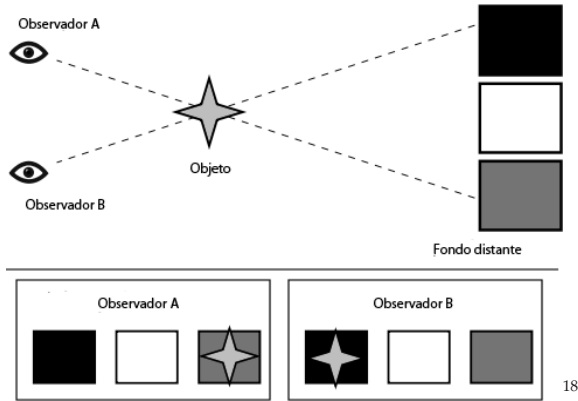 Observador A
Objeto
Observador B
Fondo distante
Observador A
Observador B
18